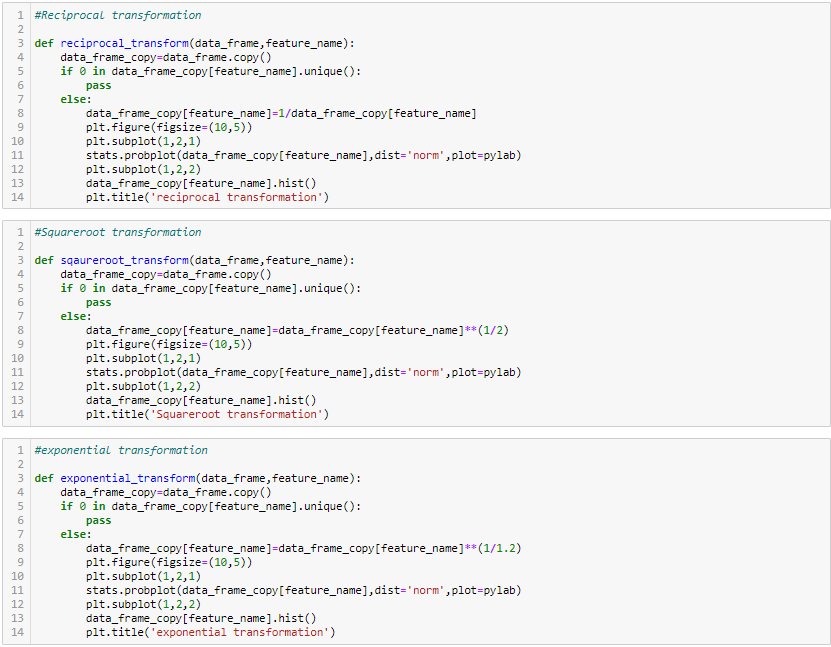 1 #Reciprocal transformation
2
3 def reciprocal_transform(data_frame,feature_name):
4     data_frame_copy=data_frame.copy()
5     if 0 in data_frame_copy[feature_name].unique():
6         pass
7     else:
8         data_frame_copy[feature_name]=1/data_frame_copy[feature_name]
9         plt.figure(figsize=(10,5))
10         plt.subplot(1,2,1)
11         stats.probplot(data_frame_copy[feature_name],dist='norm',plot=pylab)
12         plt.subplot(1,2,2)
13         data_frame_copy[feature_name].hist()
14         plt.title('reciprocal transformation')
1 #Squareroot transformation
2
3 def sqaureroot_transform(data_frame,feature_name):
4     data_frame_copy=data_frame.copy()
5     if 0 in data_frame_copy[feature_name].unique():
6         pass
7     else:
8         data_frame_copy[feature_name]=data_frame_copy[feature_name]**(1/2)
9         plt.figure(figsize=(10,5))
10         plt.subplot(1,2,1)
11         stats.probplot(data_frame_copy[feature_name],dist='norm',plot=pylab)
12         plt.subplot(1,2,2)
13         data_frame_copy[feature_name].hist()
14         plt.title('Squareroot transformation')
1 #exponential transformation
2
3 def exponential_transform(data_frame,feature_name):
4     data_frame_copy=data_frame.copy()
5     if 0 in data_frame_copy[feature_name].unique():
6         pass
7     else:
8         data_frame_copy[feature_name]=data_frame_copy[feature_name]**(1/1.2)
9         plt.figure(figsize=(10,5))
10         plt.subplot(1,2,1)
11         stats.probplot(data_frame_copy[feature_name],dist='norm',plot=pylab)
12         plt.subplot(1,2,2)
13         data_frame_copy[feature_name].hist()
14         plt.title('exponential transformation')